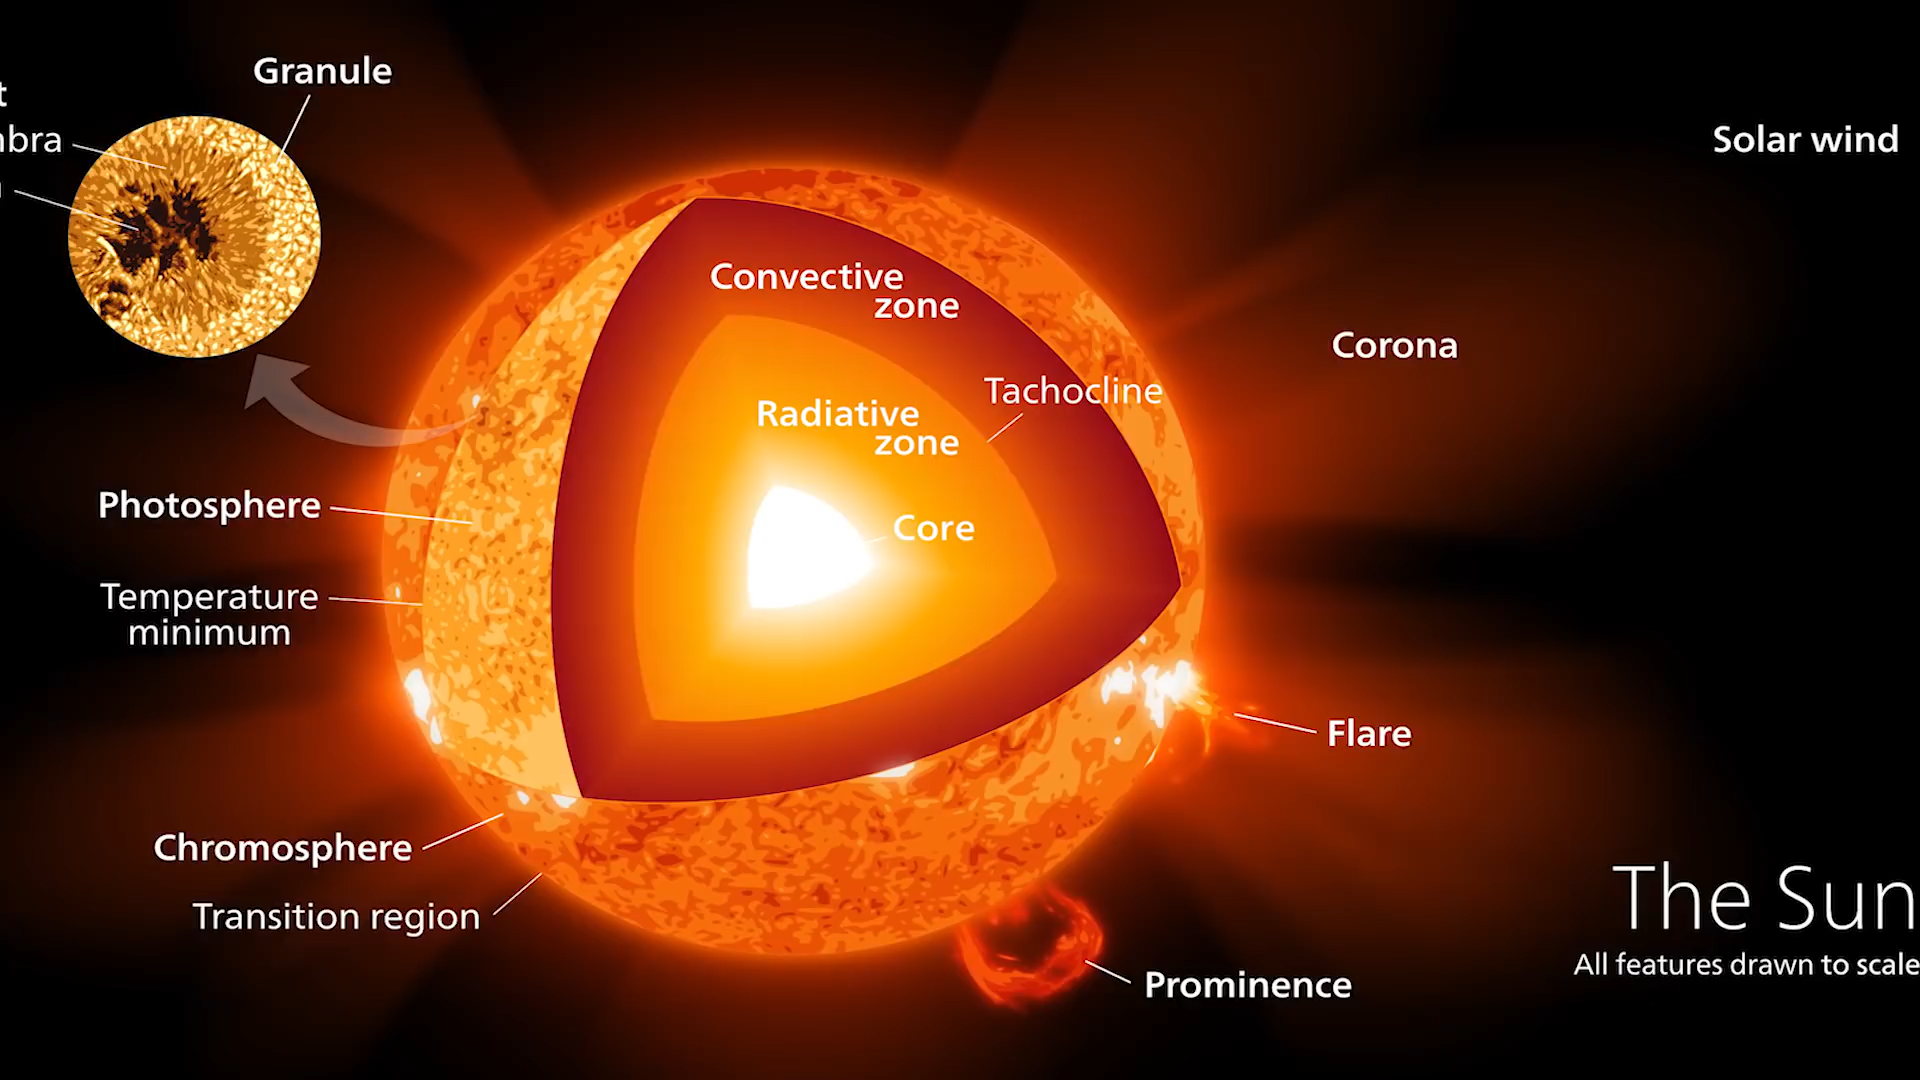 Granule
Solar wind
Convective
zone
Corona
Tachocline
Radiative
zone
Photosphere
Core
Temperature
minimum
Flare
Chromosphere
The Sun
Transition region
All features drawn to scale
Prominence